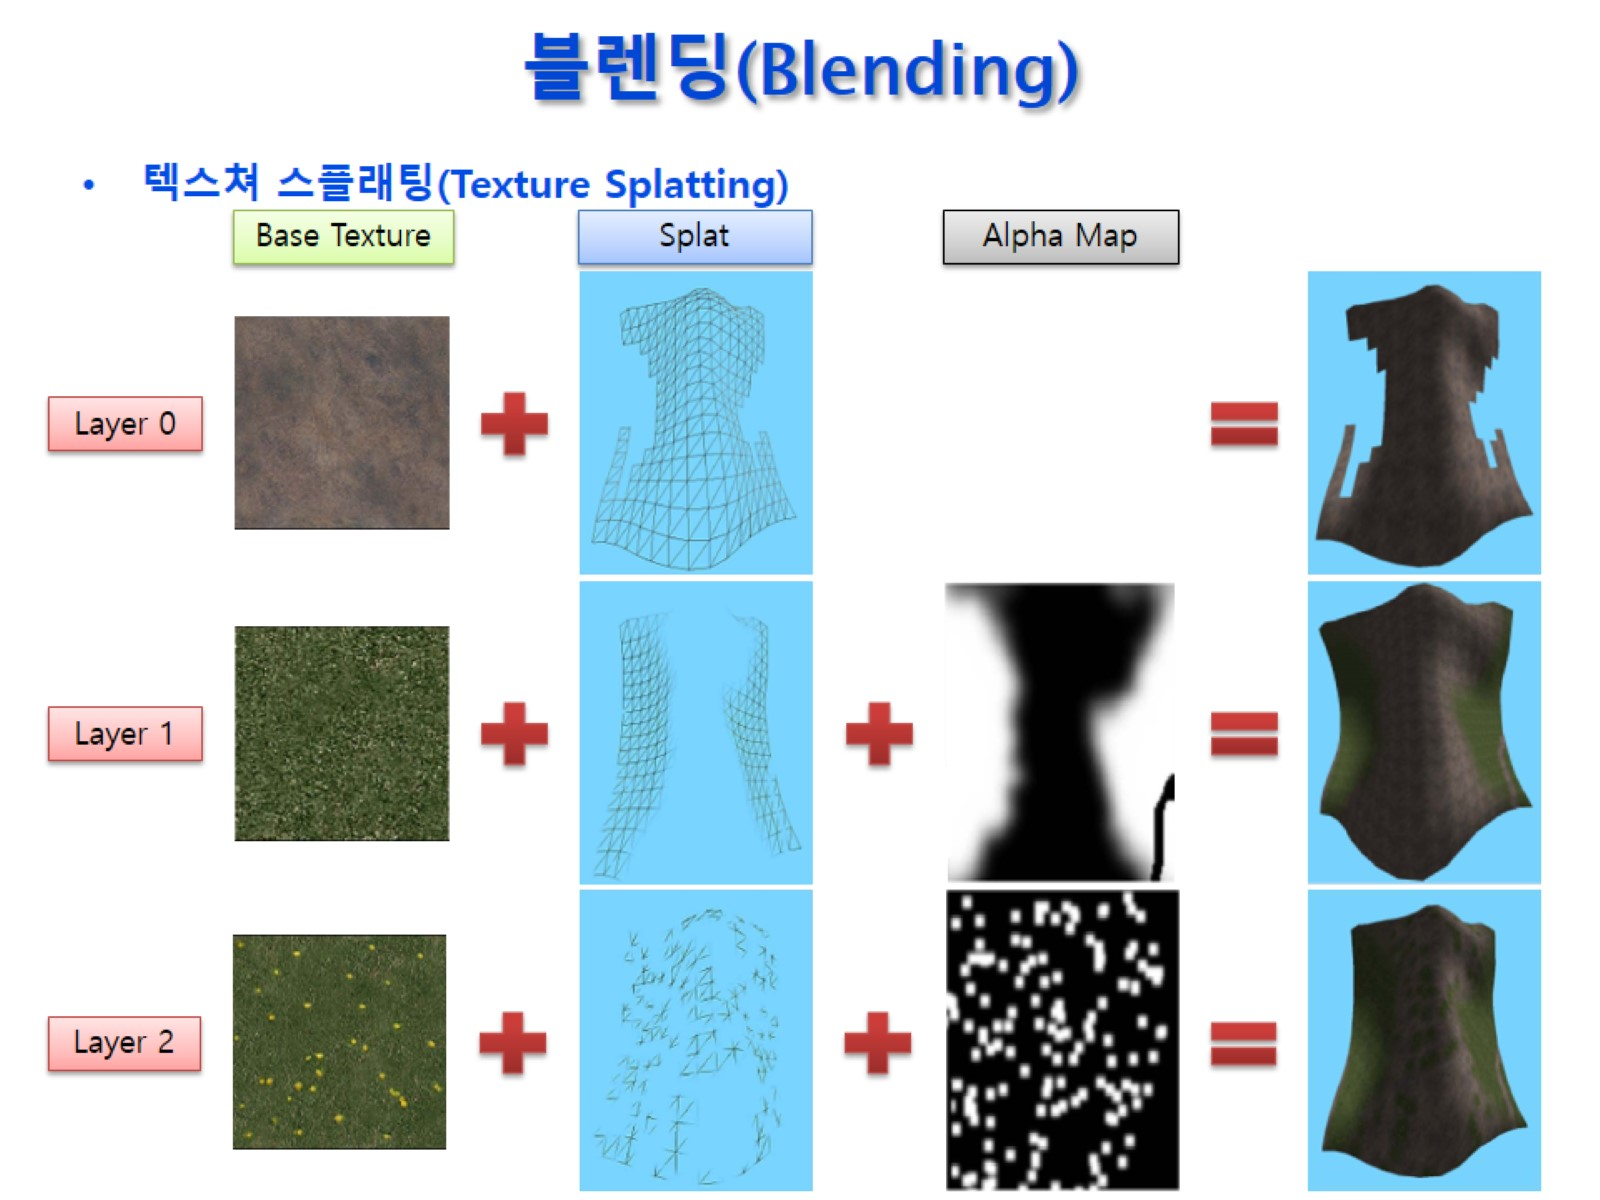 블렌딩(Blending)
• 텍스쳐 스플래팅(Texture Splatting)
Base Texture
Splat
Alpha Map
Layer 0
Layer 1
Layer 2